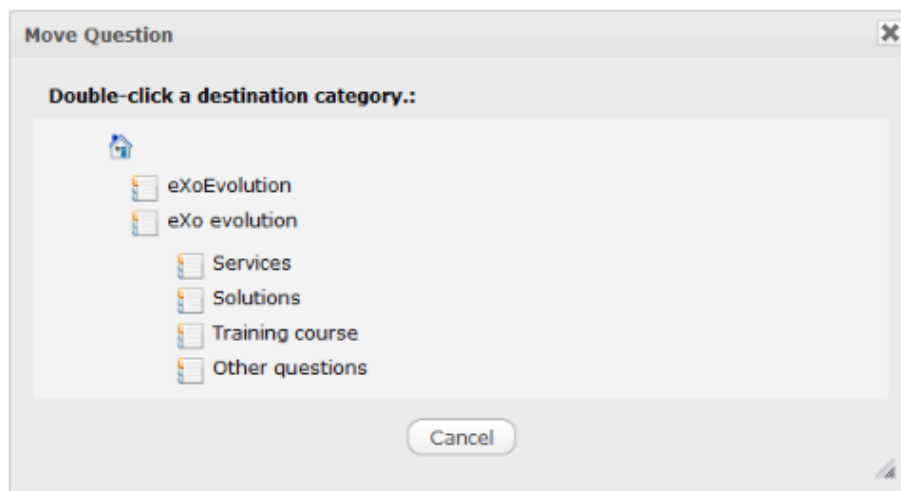 Move Question
Double-click a destination category.:
eXoEvolution
eXo evolution
Services
Solutions
Training course
Other questions
Cancel